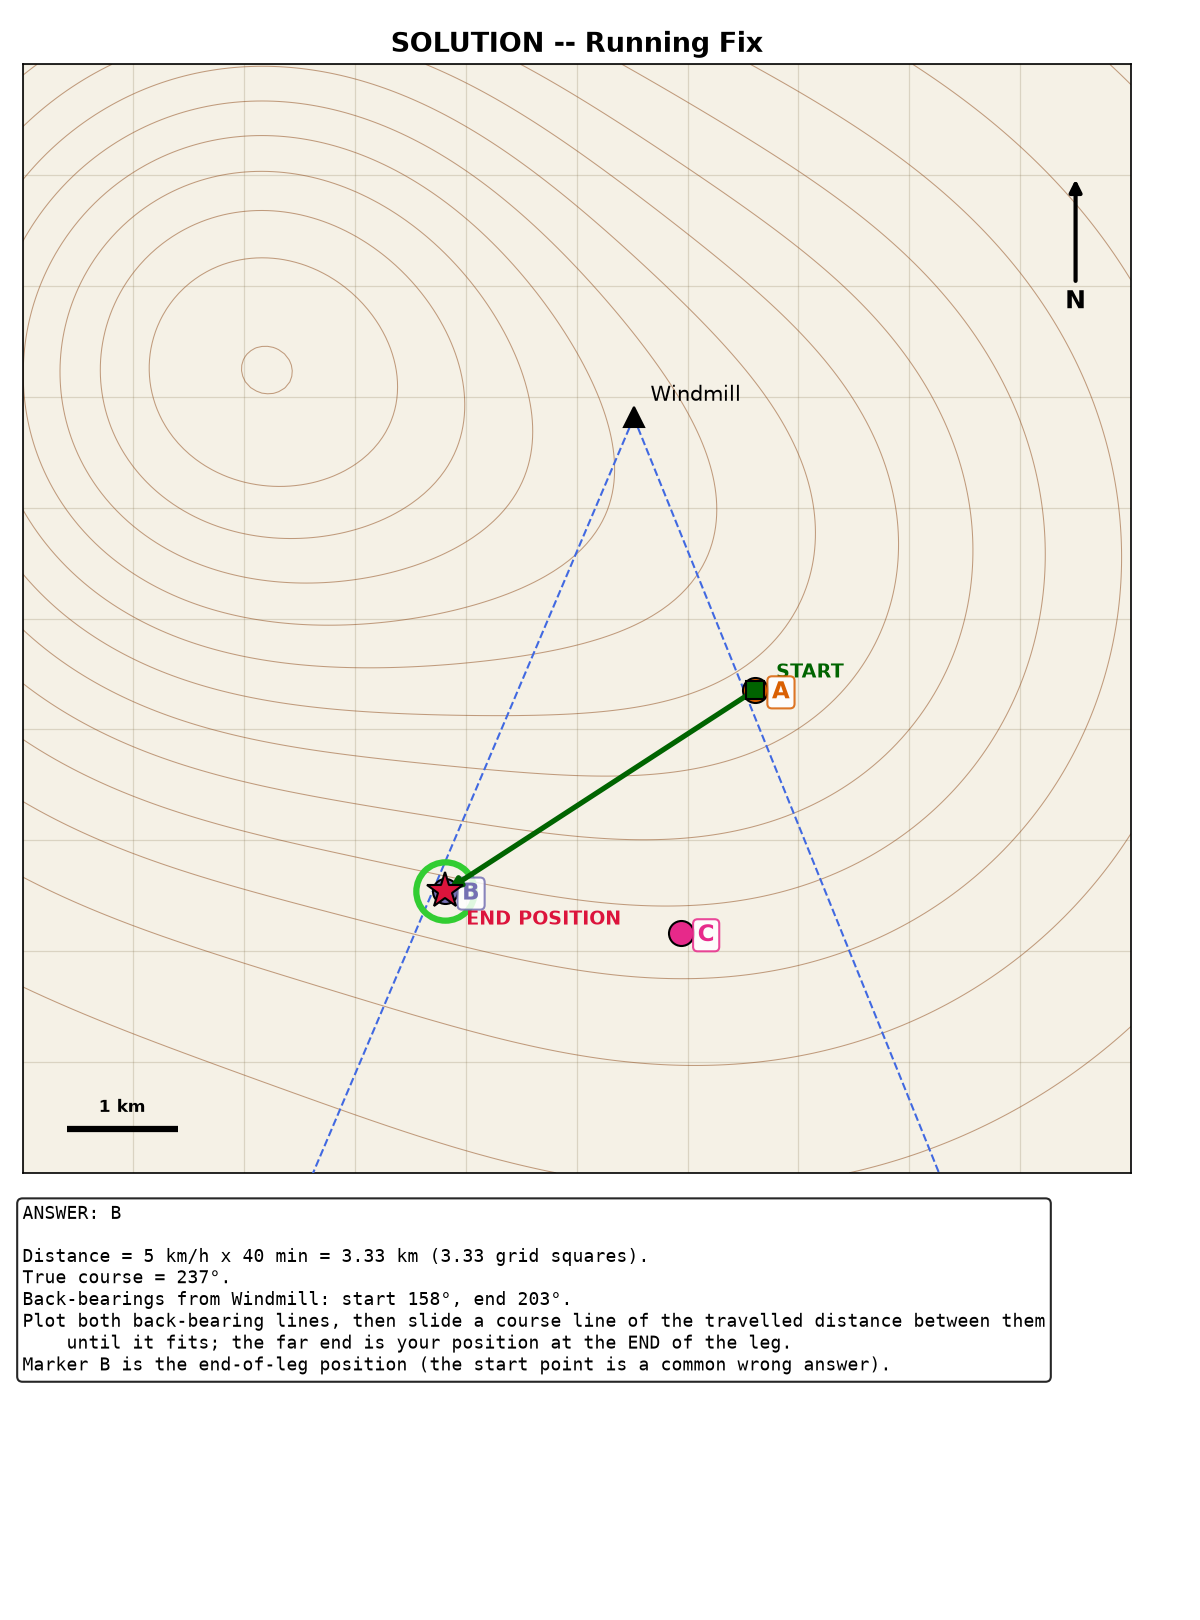 SOLUTION -- Running Fix
N
Windmill
START
A
B
END POSITION
C
1 km
ANSWER: B
Distance = 5 km/h x 40 min = 3.33 km (3.33 grid squares).
True course = 237°.
Back-bearings from Windmill: start 158°, end 203°.
Plot both back-bearing lines, then slide a course line of the travelled distance between them
until it fits; the far end is your position at the END of the leg.
Marker B is the end-of-leg position (the start point is a common wrong answer).